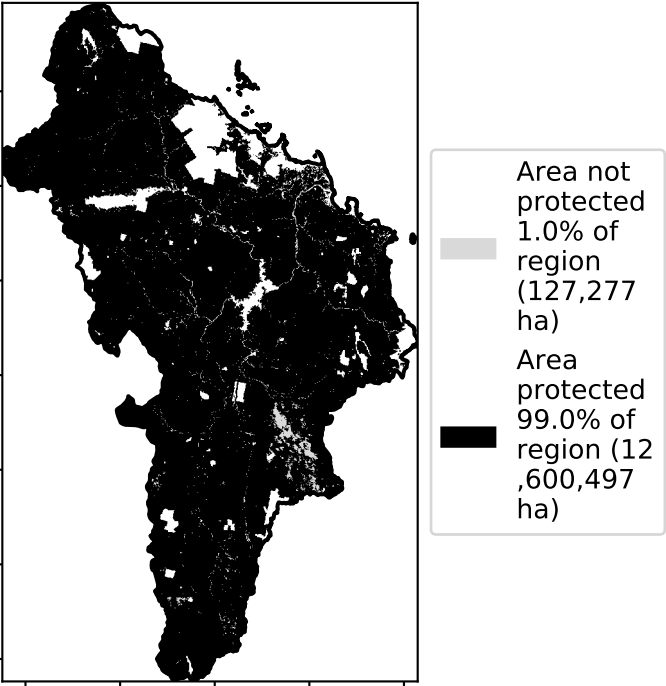 Area not
protected
1.0% of
region
(127,277
ha)
Area
protected
99.0% of
region (12
,600,497
ha)